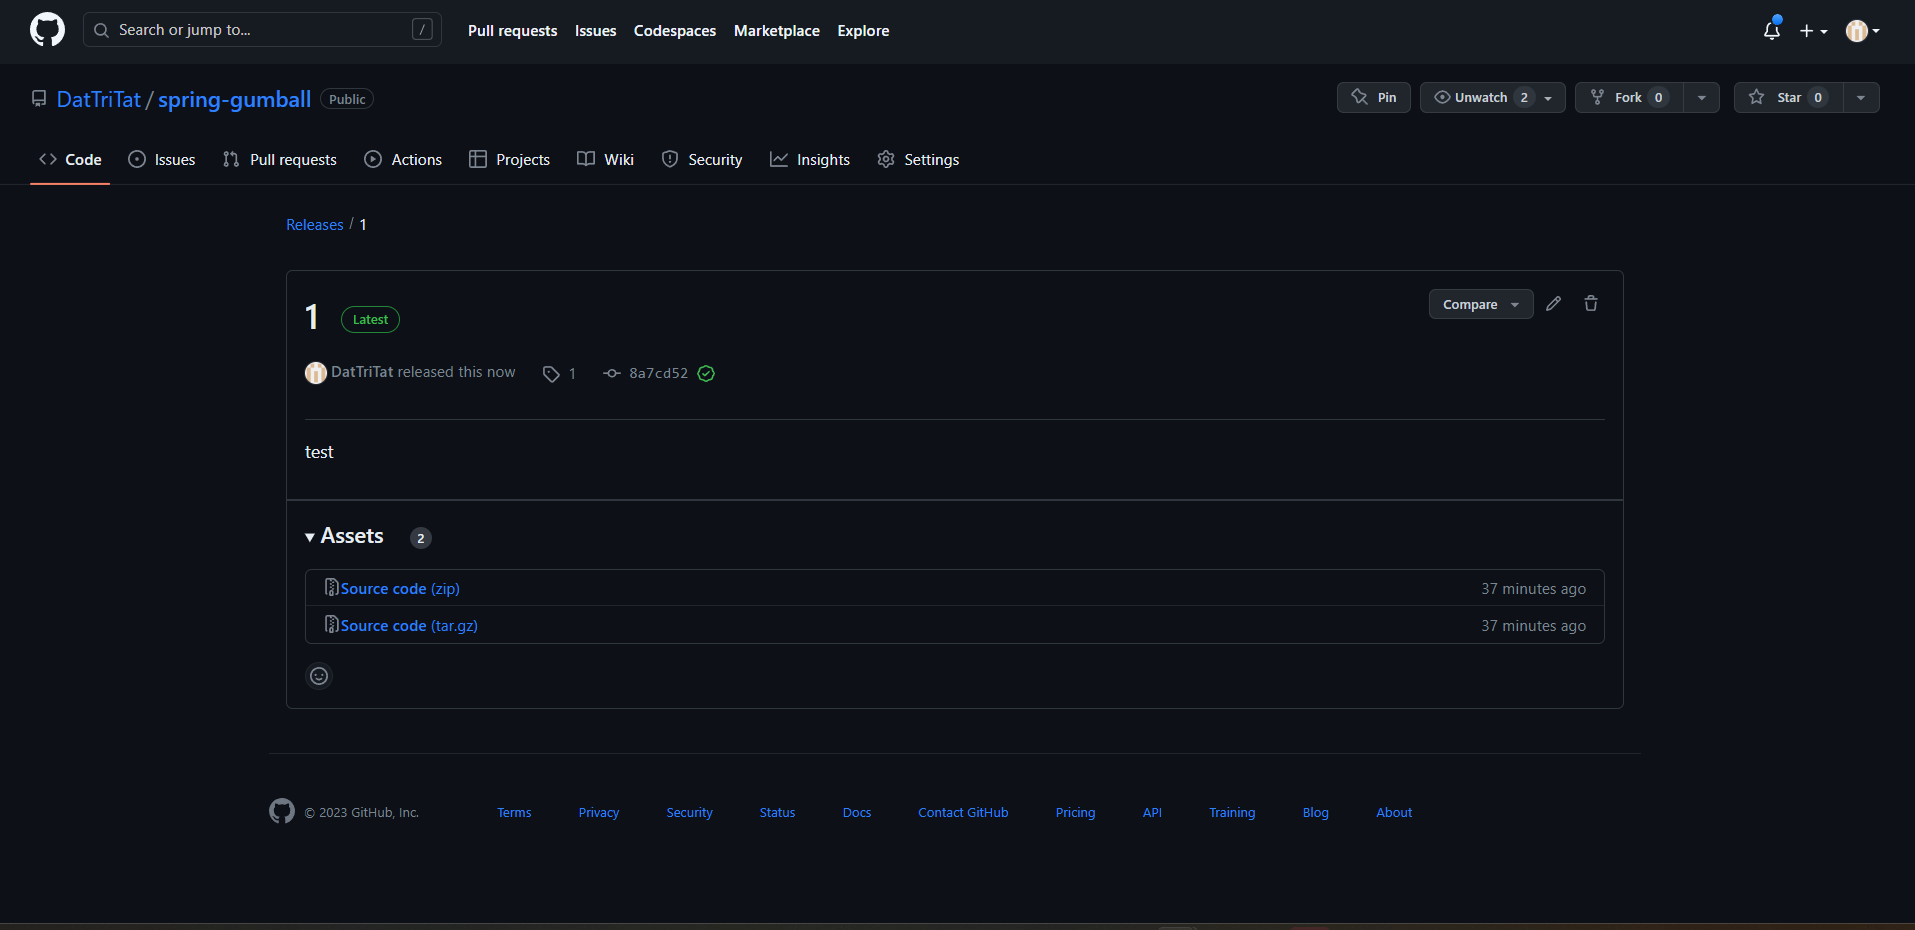 Search or jump to... / Pull requests Issues Codespaces Marketplace Explore
DatTriTat / spring-gumball Public Pin Unwatch 2 Fork 0 Star 0
Code Issues Pull requests Actions Projects Wiki Security Insights Settings
Releases / 1
1 Latest Compare
DatTriTat released this now 1 8a7cd52
test
Assets 2
Source code (zip) 37 minutes ago
Source code (tar.gz) 37 minutes ago
© 2023 GitHub, Inc. Terms Privacy Security Status Docs Contact GitHub Pricing API Training Blog About